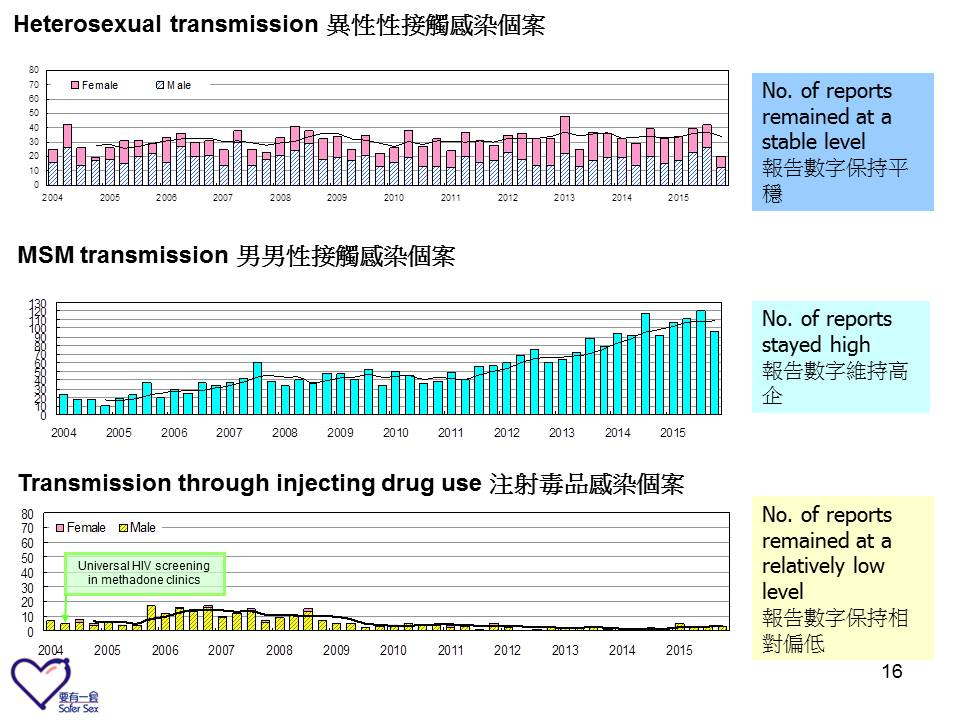 Heterosexual transmission 異性性接觸感染個案
80
70
60
50
40
30
20
10
0
Female Male
2004 2005 2006 2007 2008 2009 2010 2011 2012 2013 2014 2015
No. of reports
remained at a
stable level
報告數字保持平
穩
MSM transmission 男男性接觸感染個案
130
120
110
100
90
80
70
60
50
40
30
20
10
0
2004 2005 2006 2007 2008 2009 2010 2011 2012 2013 2014 2015
No. of reports
stayed high
報告數字維持高
企
Transmission through injecting drug use 注射毒品感染個案
80
70
60
50
40
30
20
10
0
Female Male
Universal HIV screening
in methadone clinics
2004 2005 2006 2007 2008 2009 2010 2011 2012 2013 2014 2015
No. of reports
remained at a
relatively low
level
報告數字保持相
對偏低
16
要有一套
Safer Sex